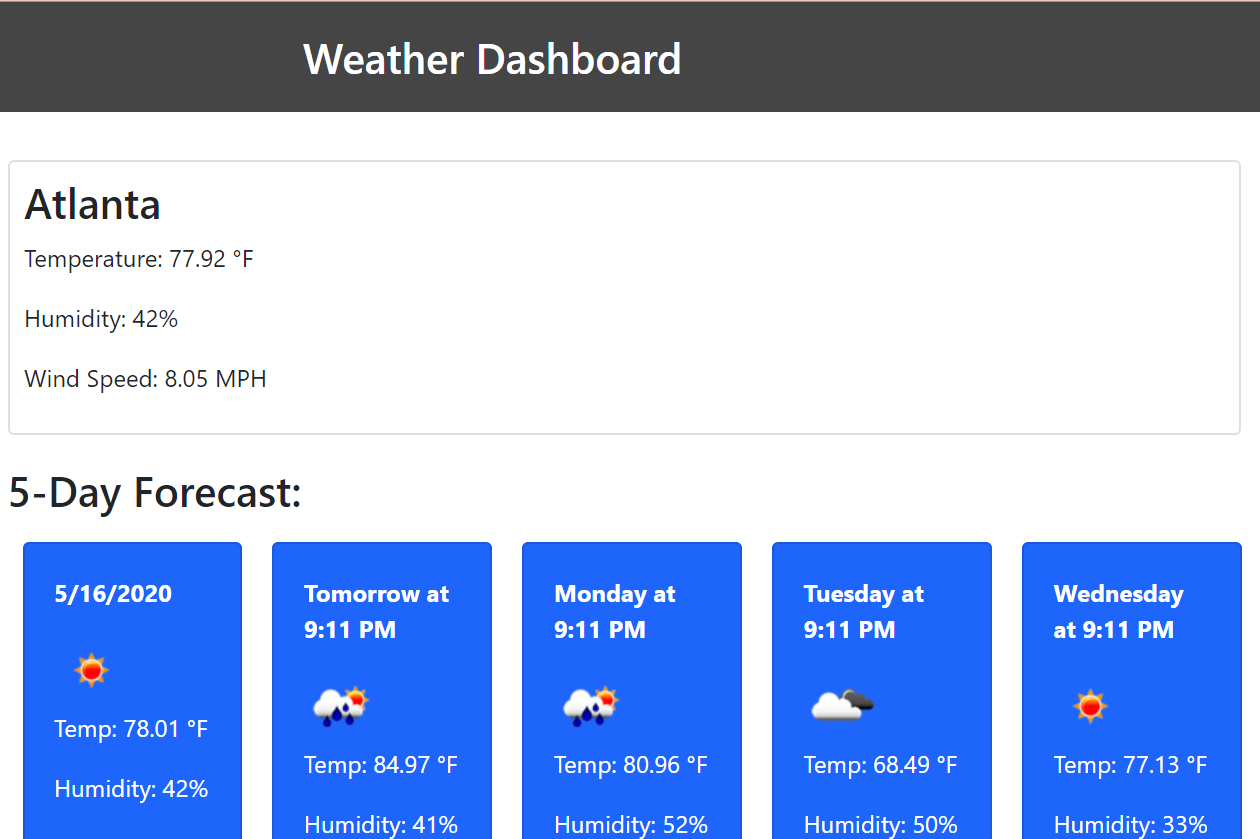 Weather Dashboard
Atlanta
Temperature: 77.92 °F
Humidity: 42%
Wind Speed: 8.05 MPH
5-Day Forecast:
5/16/2020
Temp: 78.01 °F
Humidity: 42%
Tomorrow at
9:11 PM
Temp: 84.97 °F
Humidity: 41%
Monday at
9:11 PM
Temp: 80.96 °F
Humidity: 52%
Tuesday at
9:11 PM
Temp: 68.49 °F
Humidity: 50%
Wednesday
at 9:11 PM
Temp: 77.13 °F
Humidity: 33%